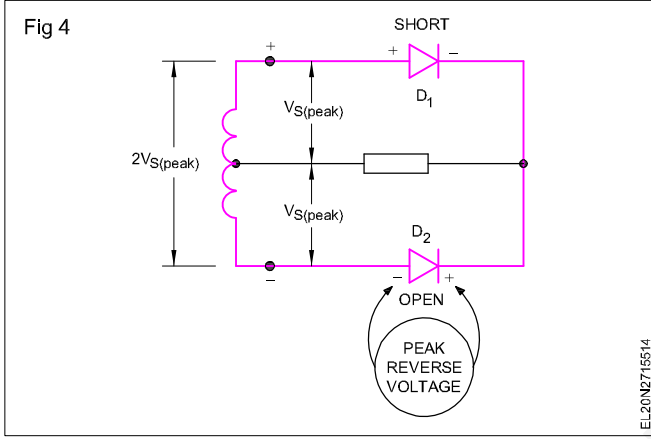 Fig 4
SHORT
+
+
–
D1
VS(peak)
2VS(peak)
VS(peak)
D2
–
–
+
OPEN
PEAK
REVERSE
VOLTAGE
EL20N2715514